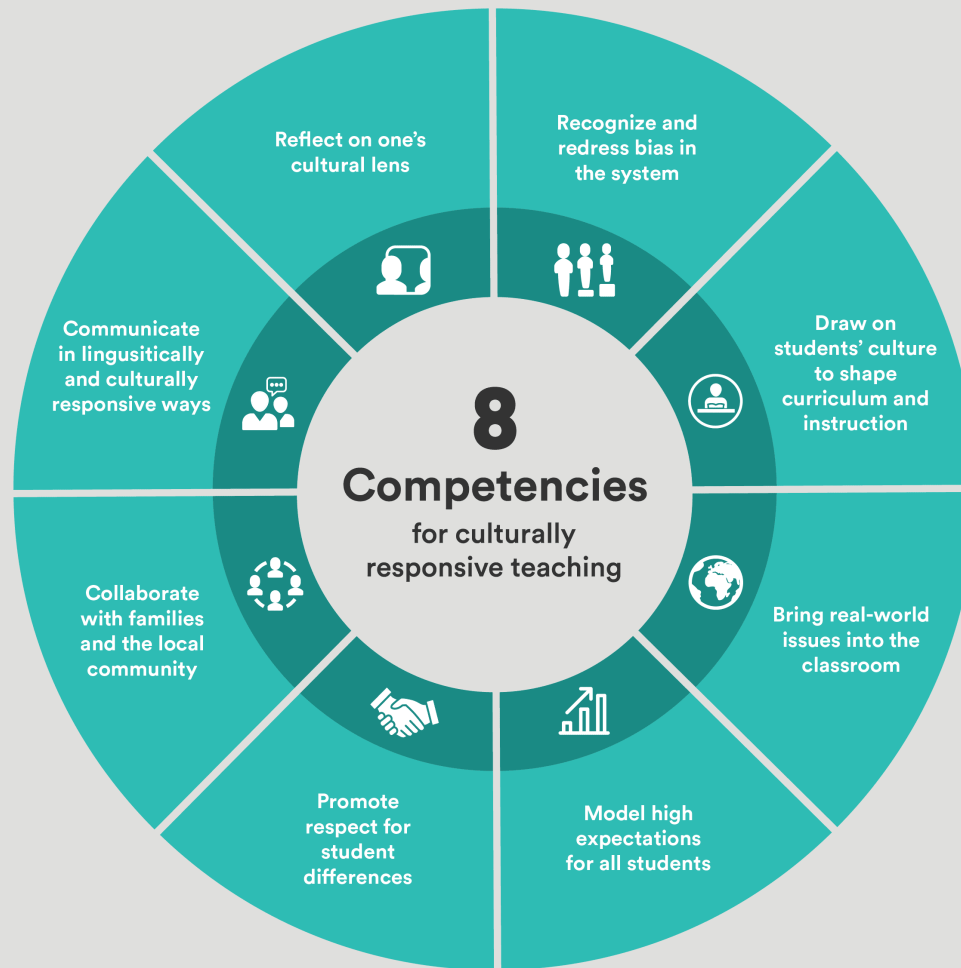 Reflect on one's
cultural lens
Recognize and
redress bias in
the system
Draw on
students' culture
to shape
curriculum and
instruction
Bring real-world
issues into the
classroom
Model high
expectations
for all students
Promote
respect for
student
differences
Collaborate
with families
and the local
community
Communicate
in lingusitically
and culturally
responsive ways
8
Competencies
for culturally
responsive teaching